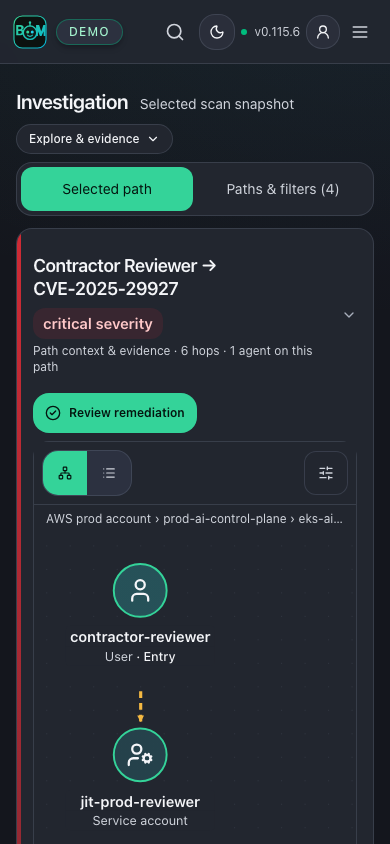 BOM
DEMO
v0.115.6
Investigation Selected scan snapshot
Explore & evidence
Selected path
Paths & filters (4)
Contractor Reviewer →
CVE-2025-29927
critical severity
Path context & evidence · 6 hops · 1 agent on this
path
Review remediation
AWS prod account › prod-ai-control-plane › eks-ai…
contractor-reviewer
User · Entry
jit-prod-reviewer
Service account